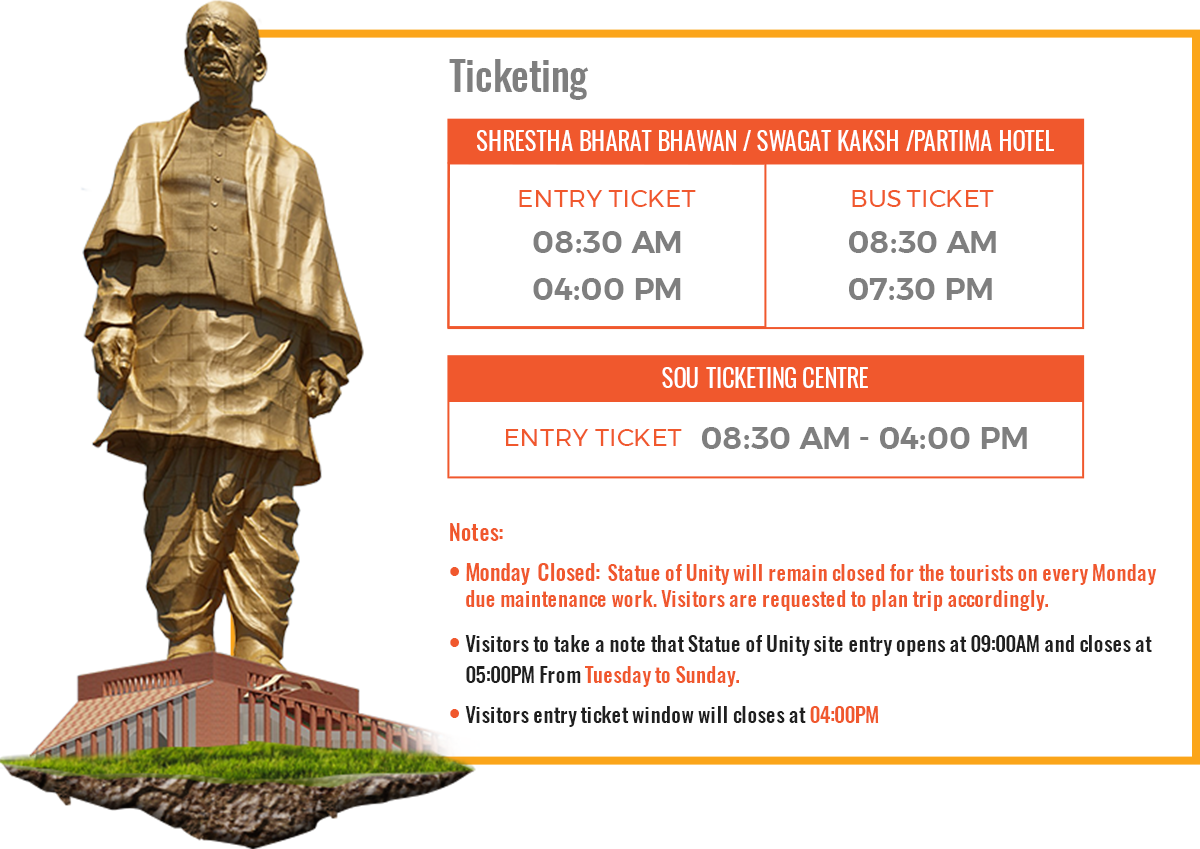 Ticketing
SHRESTHA BHARAT BHAWAN / SWAGAT KAKSH /PARTIMA HOTEL
ENTRY TICKET
08:30 AM
04:00 PM
BUS TICKET
08:30 AM
07:30 PM
SOU TICKETING CENTRE
ENTRY TICKET 08:30 AM - 04:00 PM
Notes:
• Monday Closed: Statue of Unity will remain closed for the tourists on every Monday
due maintenance work. Visitors are requested to plan trip accordingly.
• Visitors to take a note that Statue of Unity site entry opens at 09:00AM and closes at
05:00PM From Tuesday to Sunday.
• Visitors entry ticket window will closes at 04:00PM